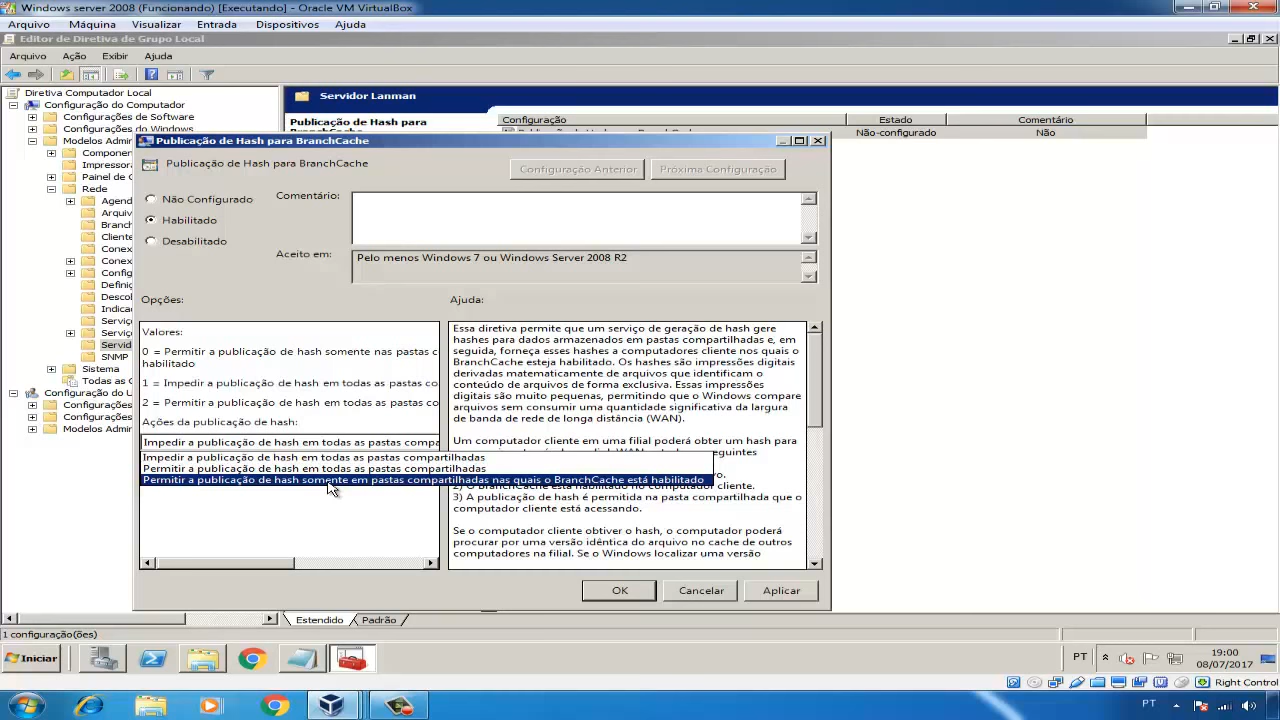 Windows server 2008 (Funcionando) [Executando] - Oracle VM VirtualBox
Arquivo Máquina Visualizar Entrada Dispositivos Ajuda
Editor de Diretiva de Grupo Local
Arquivo Ação Exibir Ajuda
Diretiva Computador Local
Configuração do Computador
Configurações de Software
Configurações do Windows
Modelos Admi
Componen
Impressora
Painel de C
Rede
Agend
Arquiv
Branch
Cliente
Conex
Conex
Config
Definiç
Descol
Indica
Serviç
Serviç
Servid
SNMP
Sistema
Todas as C
Configuração do U
Configurações
Configurações
Modelos Admi
Servidor Lanman
Publicação de Hash para
Configuração Estado Comentário
Não-configurado Não
Publicação de Hash para BranchCache
Publicação de Hash para BranchCache
Configuração Anterior Próxima Configuração
Não Configurado
Habilitado
Desabilitado
Comentário:
Aceito em:
Pelo menos Windows 7 ou Windows Server 2008 R2
Opções:
Ajuda:
Valores:
0 = Permitir a publicação de hash somente nas pastas c
habilitado
1 = Impedir a publicação de hash em todas as pastas co
2 = Permitir a publicação de hash em todas as pastas co
Ações da publicação de hash:
Impedir a publicação de hash em todas as pastas compa
Impedir a publicação de hash em todas as pastas compartilhadas
Permitir a publicação de hash em todas as pastas compartilhadas
Permitir a publicação de hash somente em pastas compartilhadas nas quais o BranchCache está habilitado
Essa diretiva permite que um serviço de geração de hash gere
hashes para dados armazenados em pastas compartilhadas e, em
seguida, forneça esses hashes a computadores cliente nos quais o
BranchCache esteja habilitado. Os hashes são impressões digitais
derivadas matematicamente de arquivos que identificam o
conteúdo de arquivos de forma exclusiva. Essas impressões
digitais são muito pequenas, permitindo que o Windows compare
arquivos sem consumir uma quantidade significativa da largura
de banda de rede de longa distância (WAN).
Um computador cliente em uma filial poderá obter um hash para
eguintes
vo.
cliente.
3) A publicação de hash é permitida na pasta compartilhada que o
computador cliente está acessando.
Se o computador cliente obtiver o hash, o computador poderá
procurar por uma versão idêntica do arquivo no cache de outros
computadores na filial. Se o Windows localizar uma versão
OK Cancelar Aplicar
Estendido Padrão
1 configuração(ões)
Iniciar
PT
19:00
08/07/2017
Right Control
PT